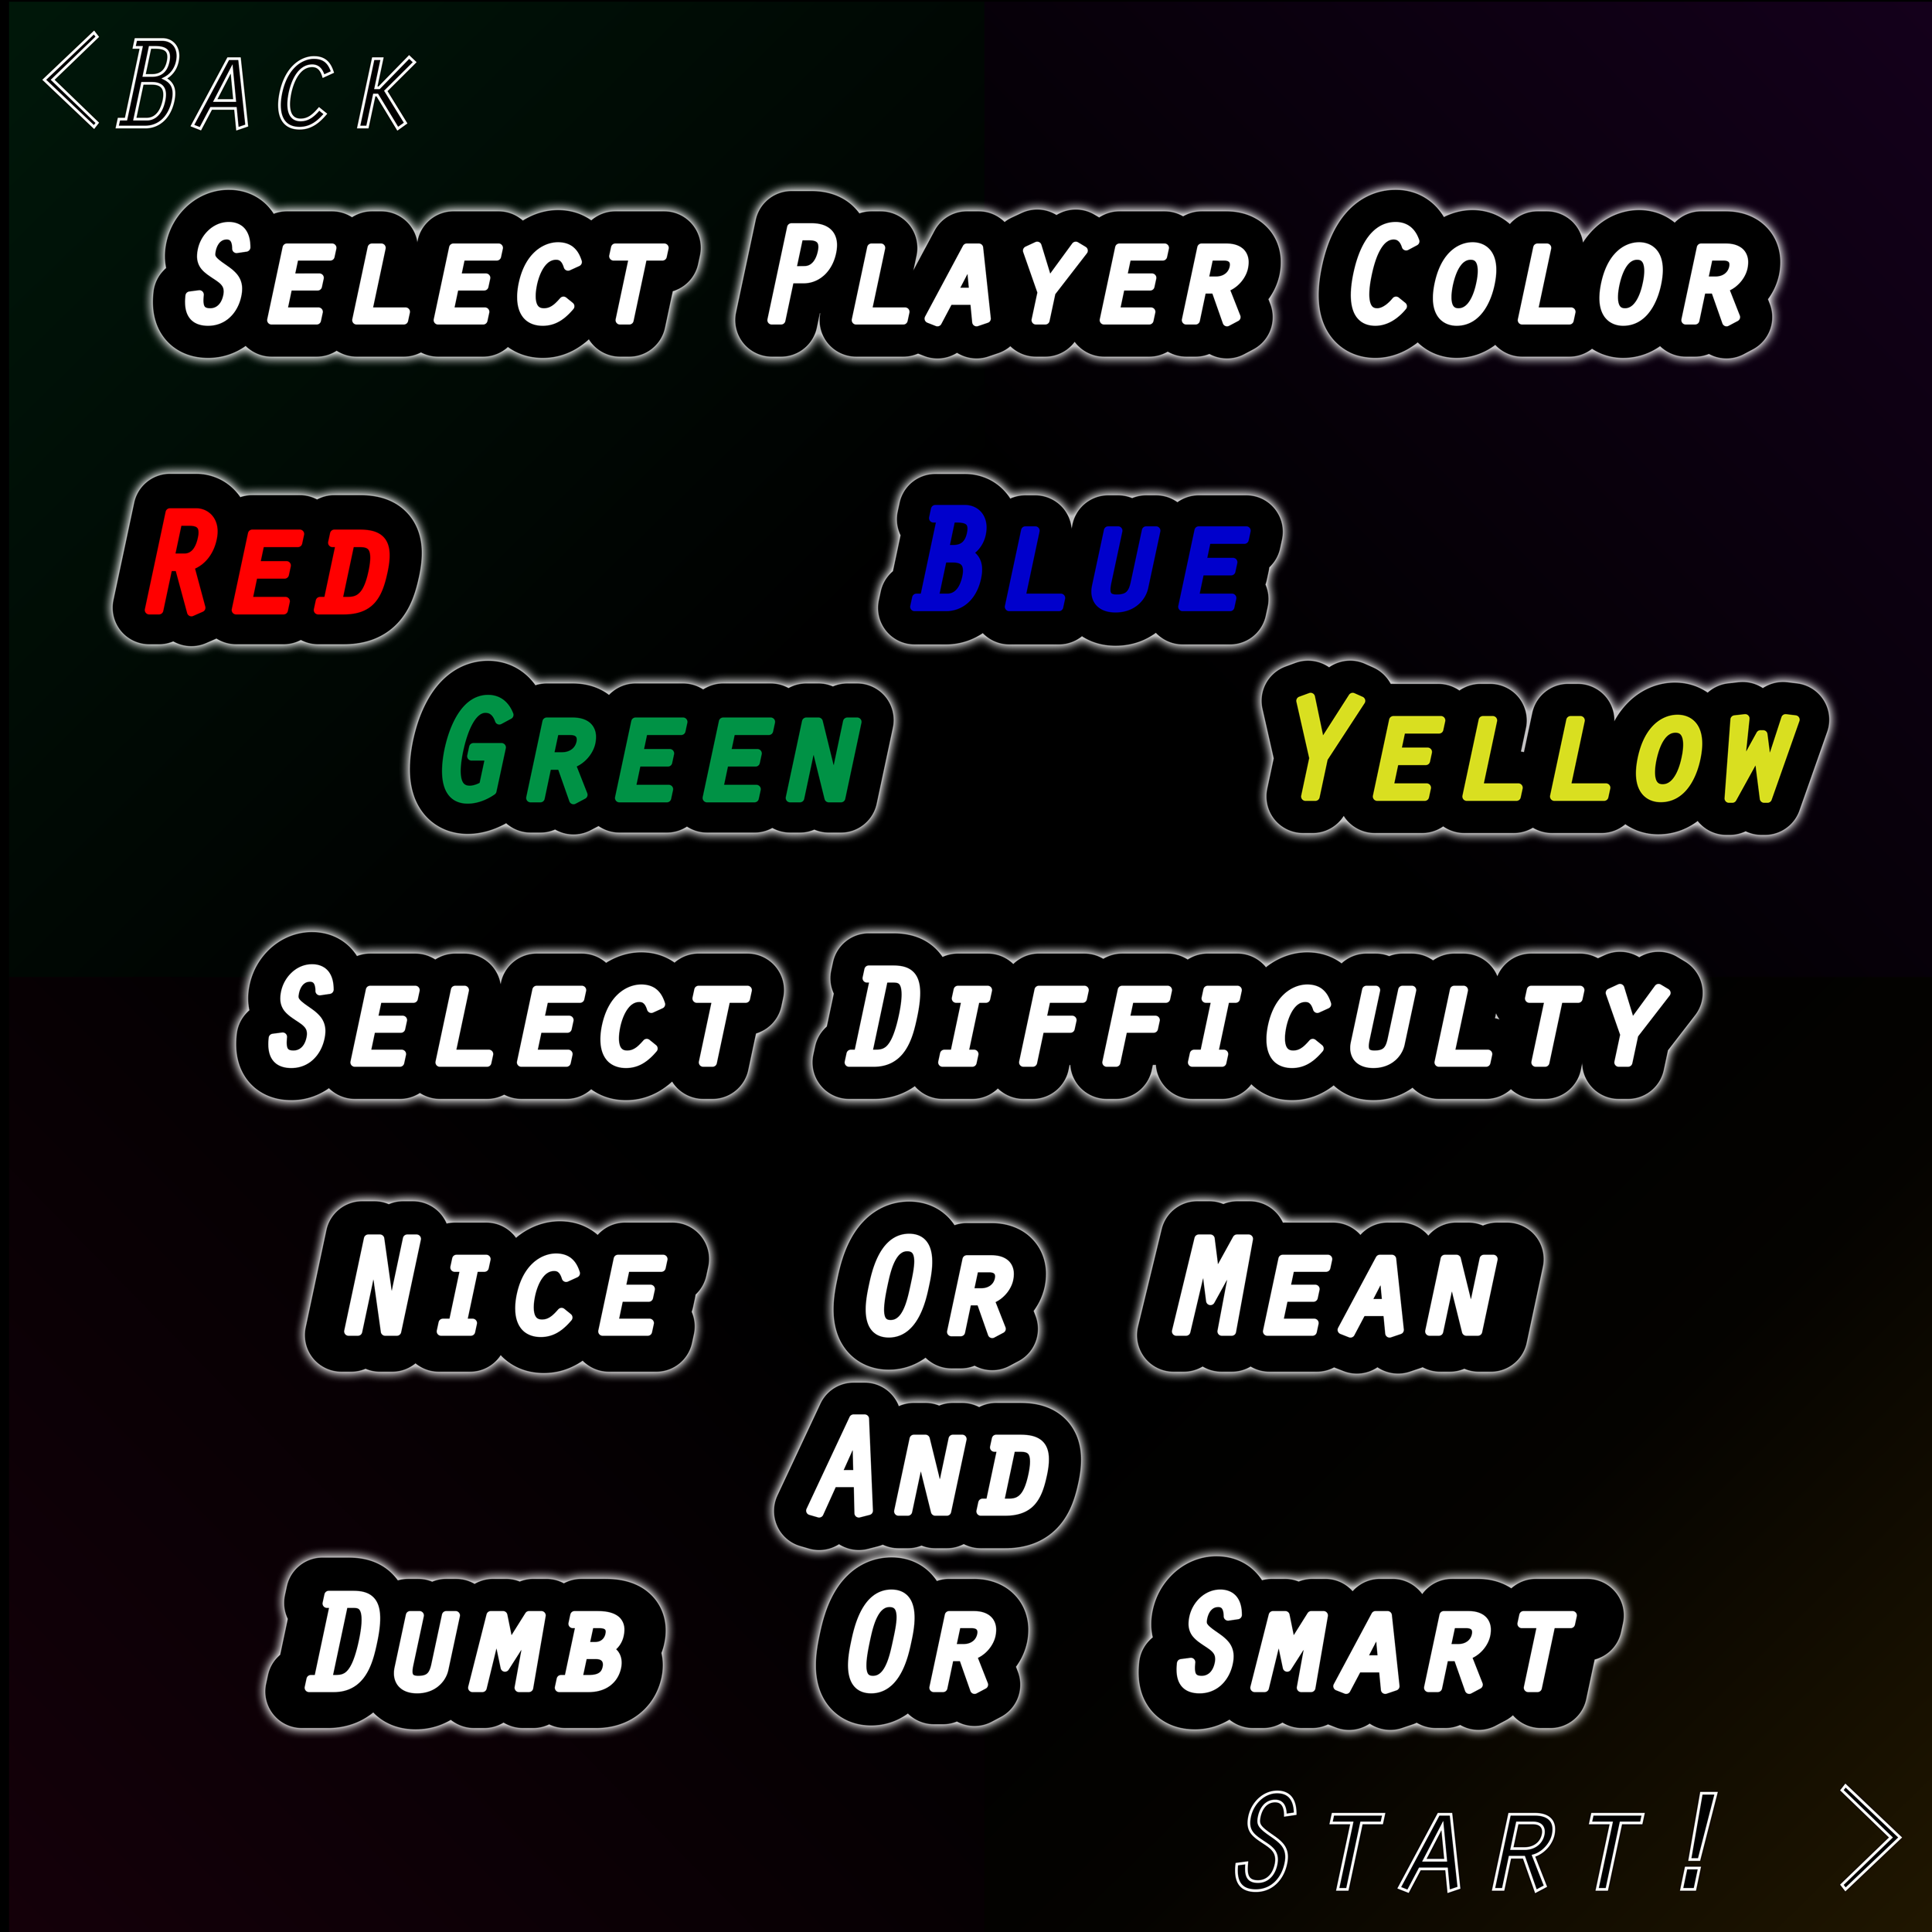 <Back
Select Player Color
Red Blue
Green Yellow
Select Difficulty
Nice Or Mean
And
Dumb Or Smart
Start! >